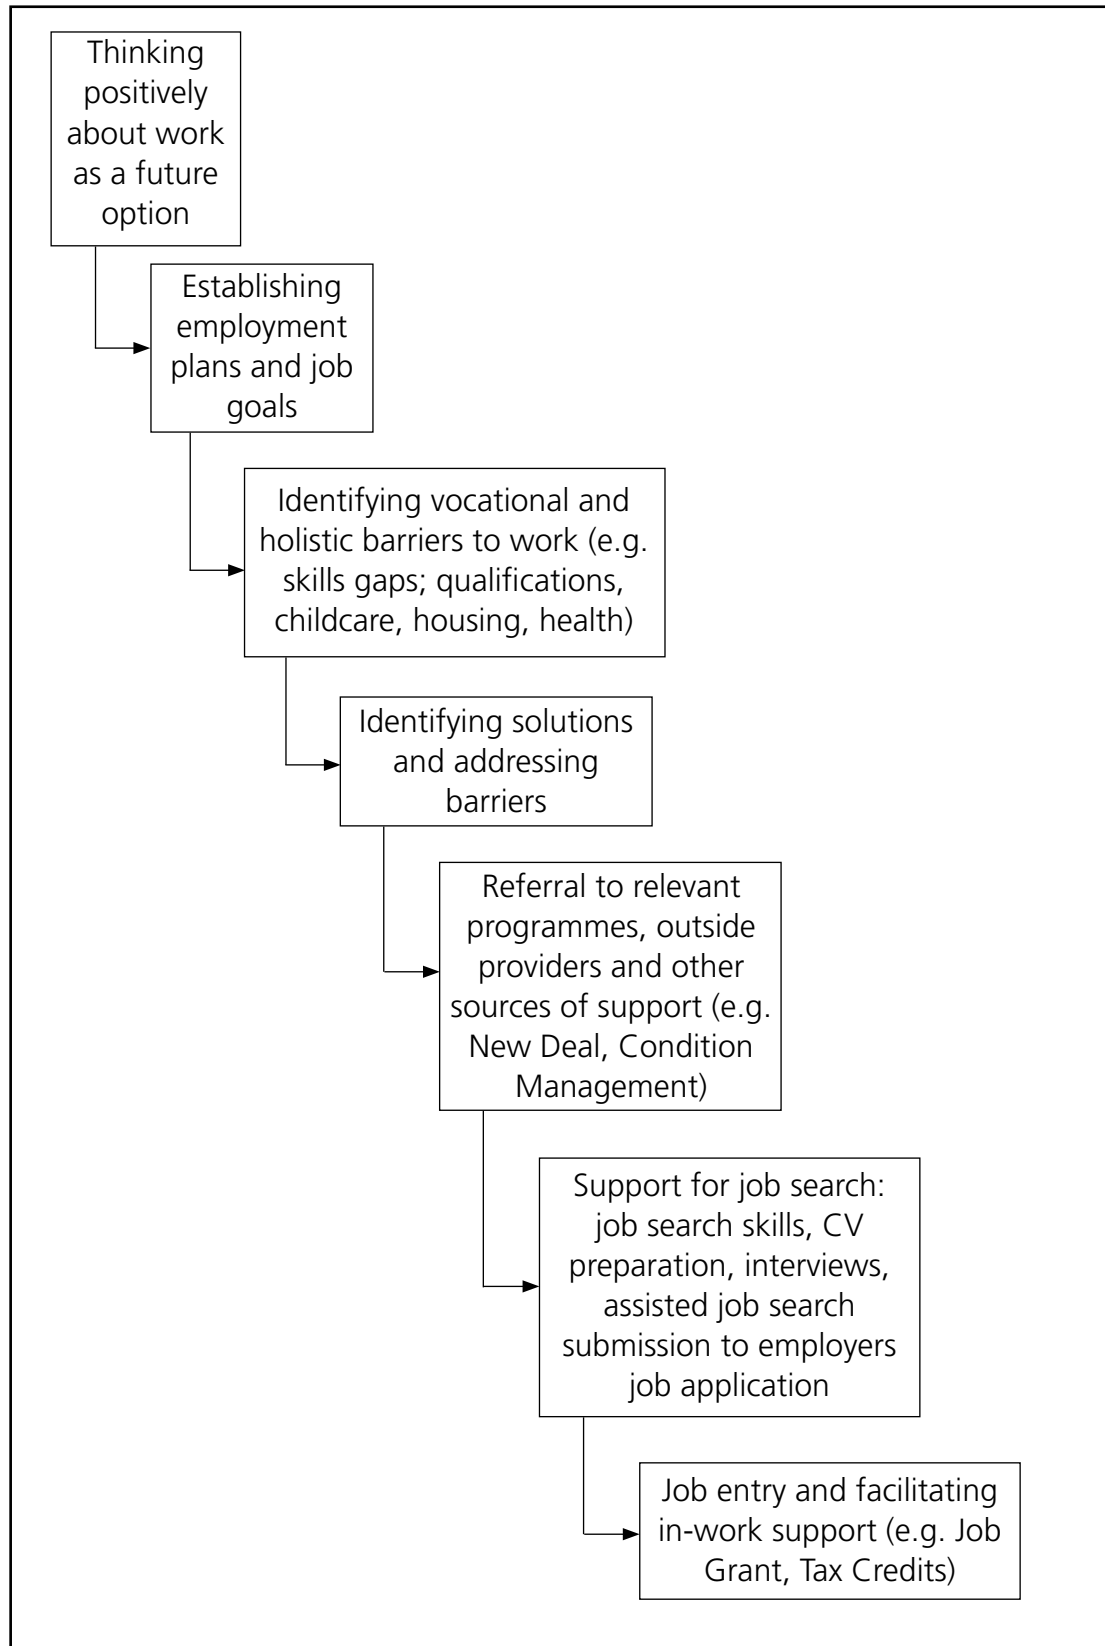 Thinking
positively
about work
as a future
option
Establishing
employment
plans and job
goals
Identifying vocational and
holistic barriers to work (e.g.
skills gaps; qualifications,
childcare, housing, health)
Identifying solutions
and addressing
barriers
Referral to relevant
programmes, outside
providers and other
sources of support (e.g.
New Deal, Condition
Management)
Support for job search:
job search skills, CV
preparation, interviews,
assisted job search
submission to employers
job application
Job entry and facilitating
in-work support (e.g. Job
Grant, Tax Credits)